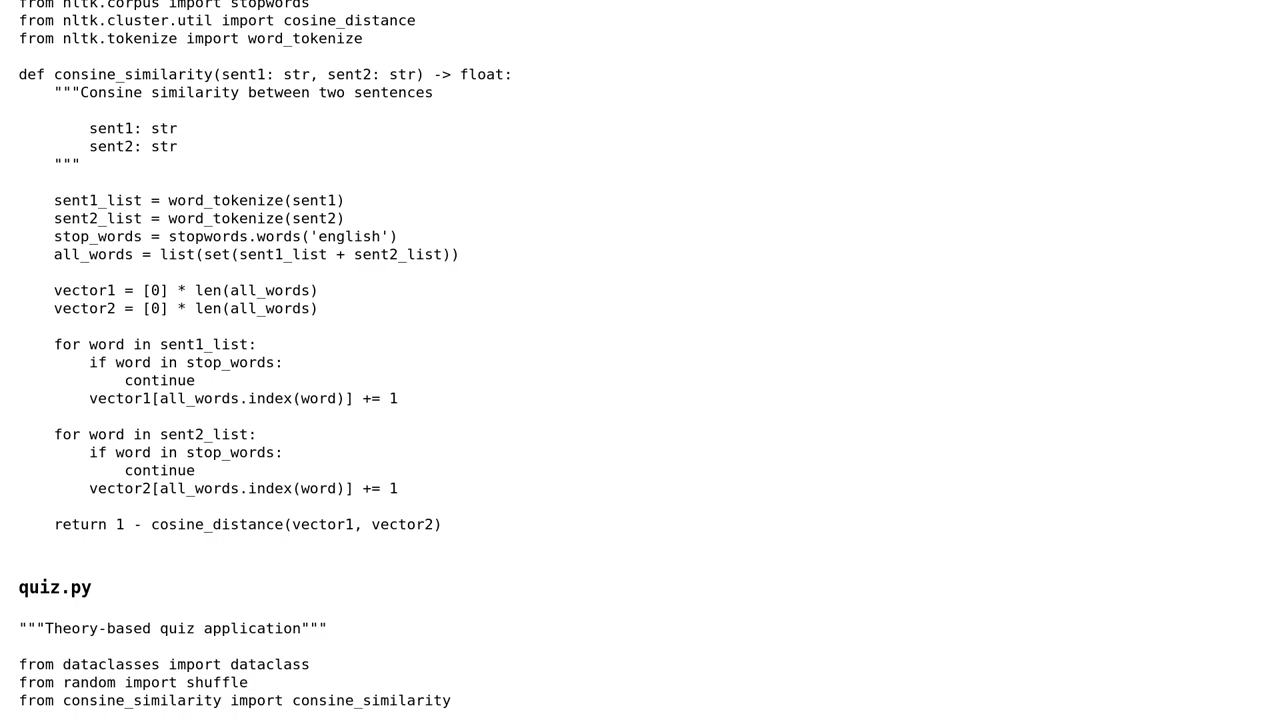 from nltk.corpus import stopwords
from nltk.cluster.util import cosine_distance
from nltk.tokenize import word_tokenize

def consine_similarity(sent1: str, sent2: str) -> float:
    """Consine similarity between two sentences

        sent1: str
        sent2: str
    """

    sent1_list = word_tokenize(sent1)
    sent2_list = word_tokenize(sent2)
    stop_words = stopwords.words('english')
    all_words = list(set(sent1_list + sent2_list))

    vector1 = [0] * len(all_words)
    vector2 = [0] * len(all_words)

    for word in sent1_list:
        if word in stop_words:
            continue
        vector1[all_words.index(word)] += 1

    for word in sent2_list:
        if word in stop_words:
            continue
        vector2[all_words.index(word)] += 1

    return 1 - cosine_distance(vector1, vector2)

quiz.py

"""Theory-based quiz application"""

from dataclasses import dataclass
from random import shuffle
from consine_similarity import consine_similarity